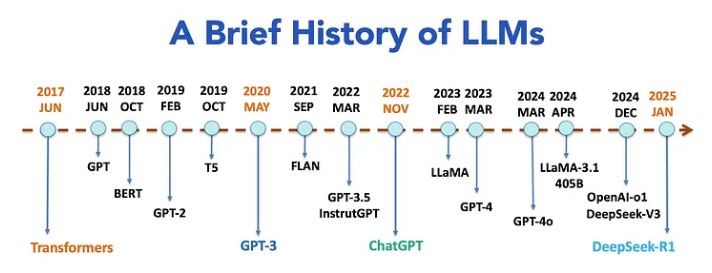 A Brief History of LLMs
2017 2018 2018 2019 2019 2020 2021 2022 2022 2023 2023 2024 2024 2024 2025
JUN JUN OCT FEB OCT MAY SEP MAR NOV FEB MAR MAR APR DEC JAN
GPT T5 FLAN LLaMA LLaMA-3.1
405B
BERT GPT-3.5 OpenAI-o1
GPT-2 InstrutGPT GPT-4 GPT-4o DeepSeek-V3
Transformers GPT-3 ChatGPT DeepSeek-R1